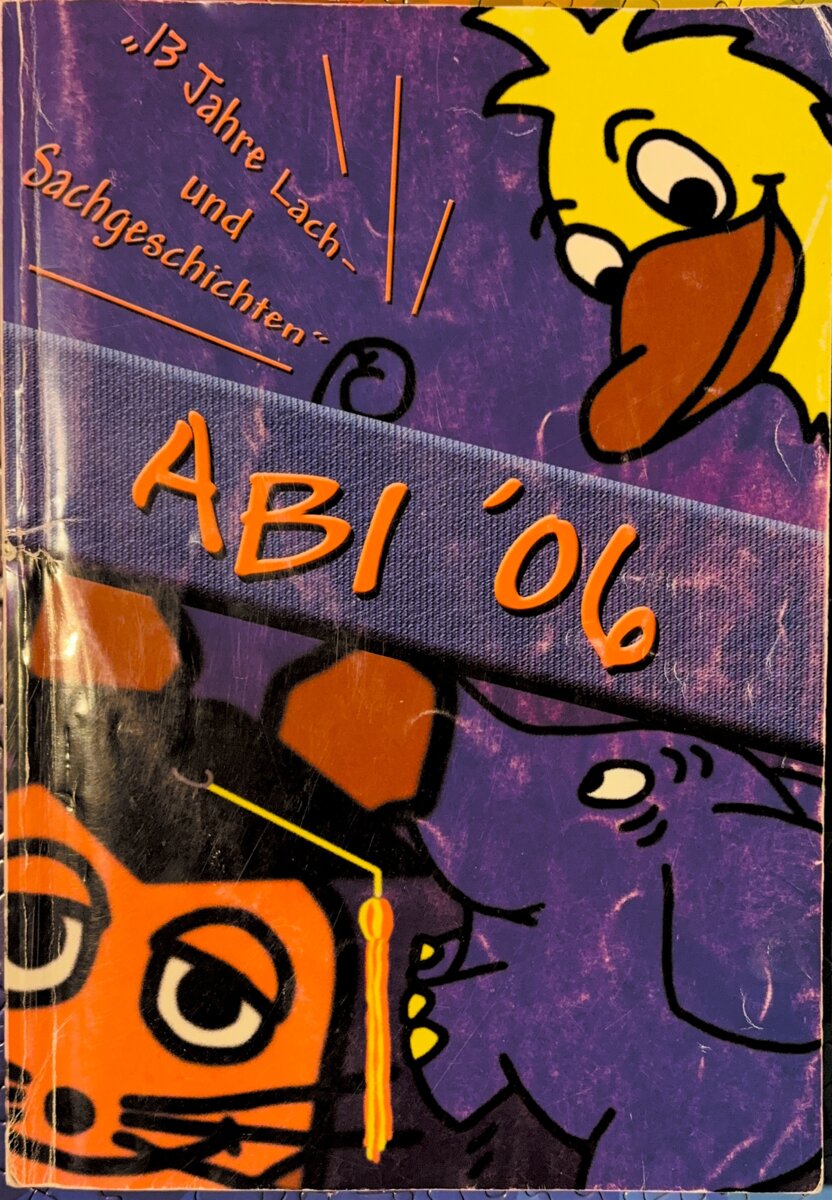 „13 Jahre Lach-
und
Sachgeschichten“
ABI '06